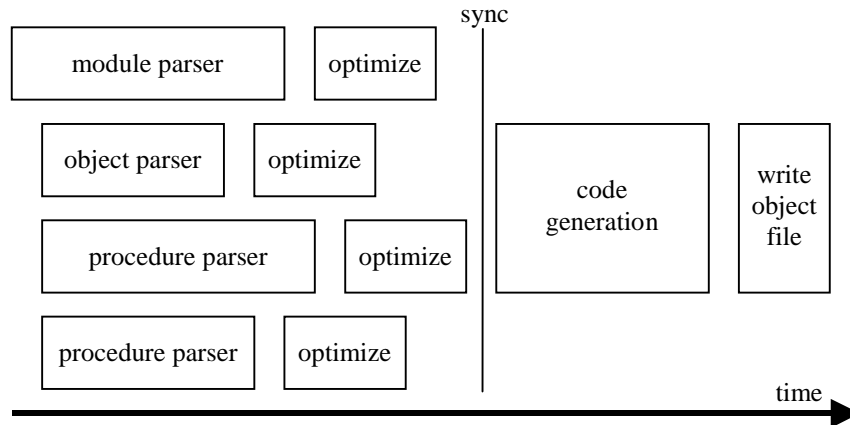 sync
module parser
optimize
object parser
optimize
code
generation
write
object
file
procedure parser
optimize
procedure parser
optimize
time